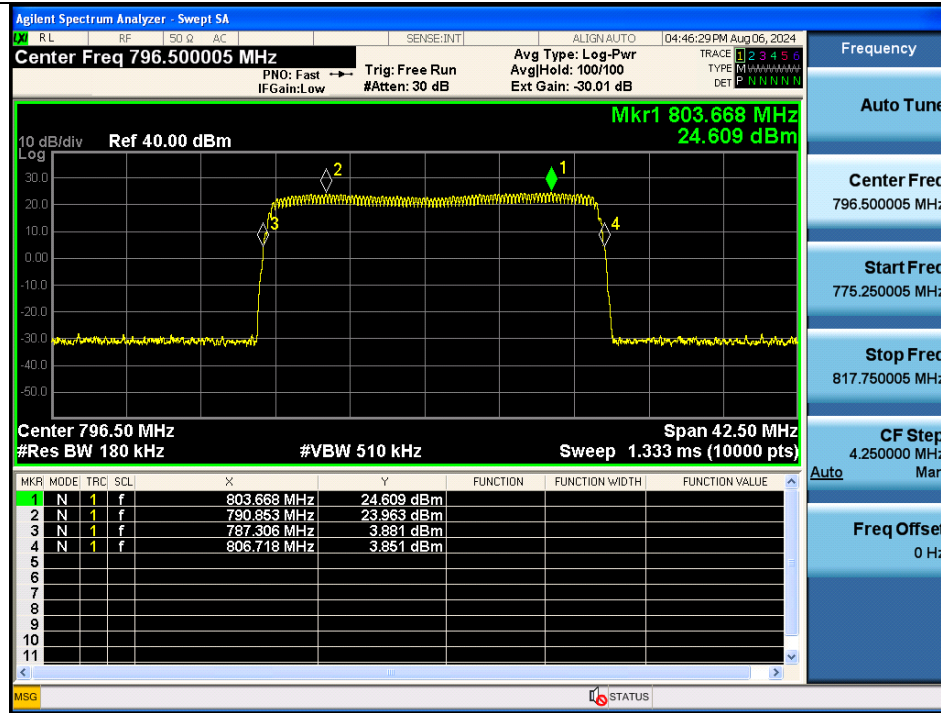 Agilent Spectrum Analyzer - Swept SA
LXI RL RF 50 Ω AC SENSE:INT ALIGN AUTO 04:46:29 PM Aug 06, 2024
Center Freq 796.500005 MHz
PNO: Fast
IFGain:Low
Trig: Free Run
#Atten: 30 dB
Avg Type: Log-Pwr
Avg|Hold: 100/100
Ext Gain: -30.01 dB
TRACE 1 2 3 4 5 6
TYPE M WWWWW
DET P N N N N N
Mkr1 803.668 MHz
24.609 dBm
10 dB/div Ref 40.00 dBm
Log
30.0
20.0
10.0
0.00
-10.0
-20.0
-30.0
-40.0
-50.0
2
1
3
4
Center 796.50 MHz Span 42.50 MHz
#Res BW 180 kHz #VBW 510 kHz Sweep 1.333 ms (10000 pts)
MKR MODE TRC SCL X Y FUNCTION FUNCTION WIDTH FUNCTION VALUE
1 N 1 f 803.668 MHz 24.609 dBm
2 N 1 f 790.853 MHz 23.963 dBm
3 N 1 f 787.306 MHz 3.881 dBm
4 N 1 f 806.718 MHz 3.851 dBm
5
6
7
8
9
10
11
MSG STATUS
Frequency
Auto Tune
Center Freq
796.500005 MHz
Start Freq
775.250005 MHz
Stop Freq
817.750005 MHz
CF Step
4.250000 MHz
Auto Man
Freq Offset
0 Hz